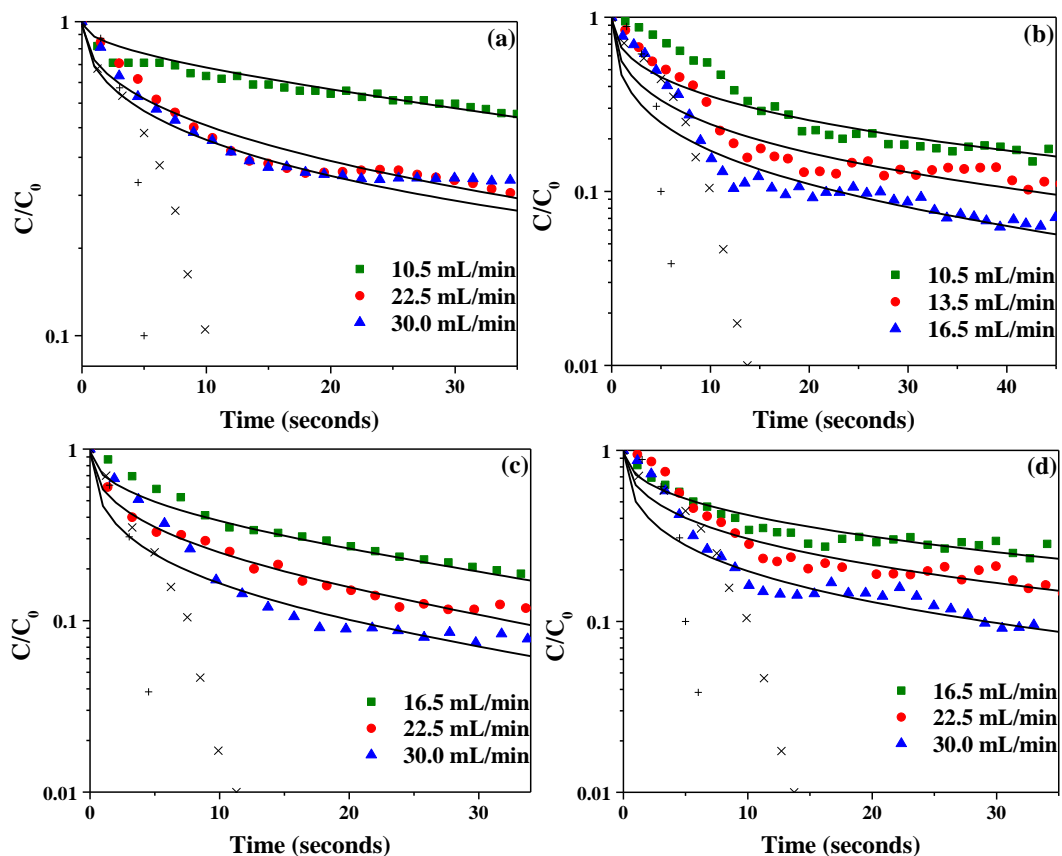 (a)
1
0.1
C/C0
10.5 mL/min
22.5 mL/min
30.0 mL/min
0 10 20 30
Time (seconds)
(b)
1
0.1
0.01
C/C0
10.5 mL/min
13.5 mL/min
16.5 mL/min
0 10 20 30 40
Time (seconds)
(c)
1
0.1
0.01
C/C0
16.5 mL/min
22.5 mL/min
30.0 mL/min
0 10 20 30
Time (seconds)
(d)
1
0.1
0.01
C/C0
16.5 mL/min
22.5 mL/min
30.0 mL/min
0 10 20 30
Time (seconds)